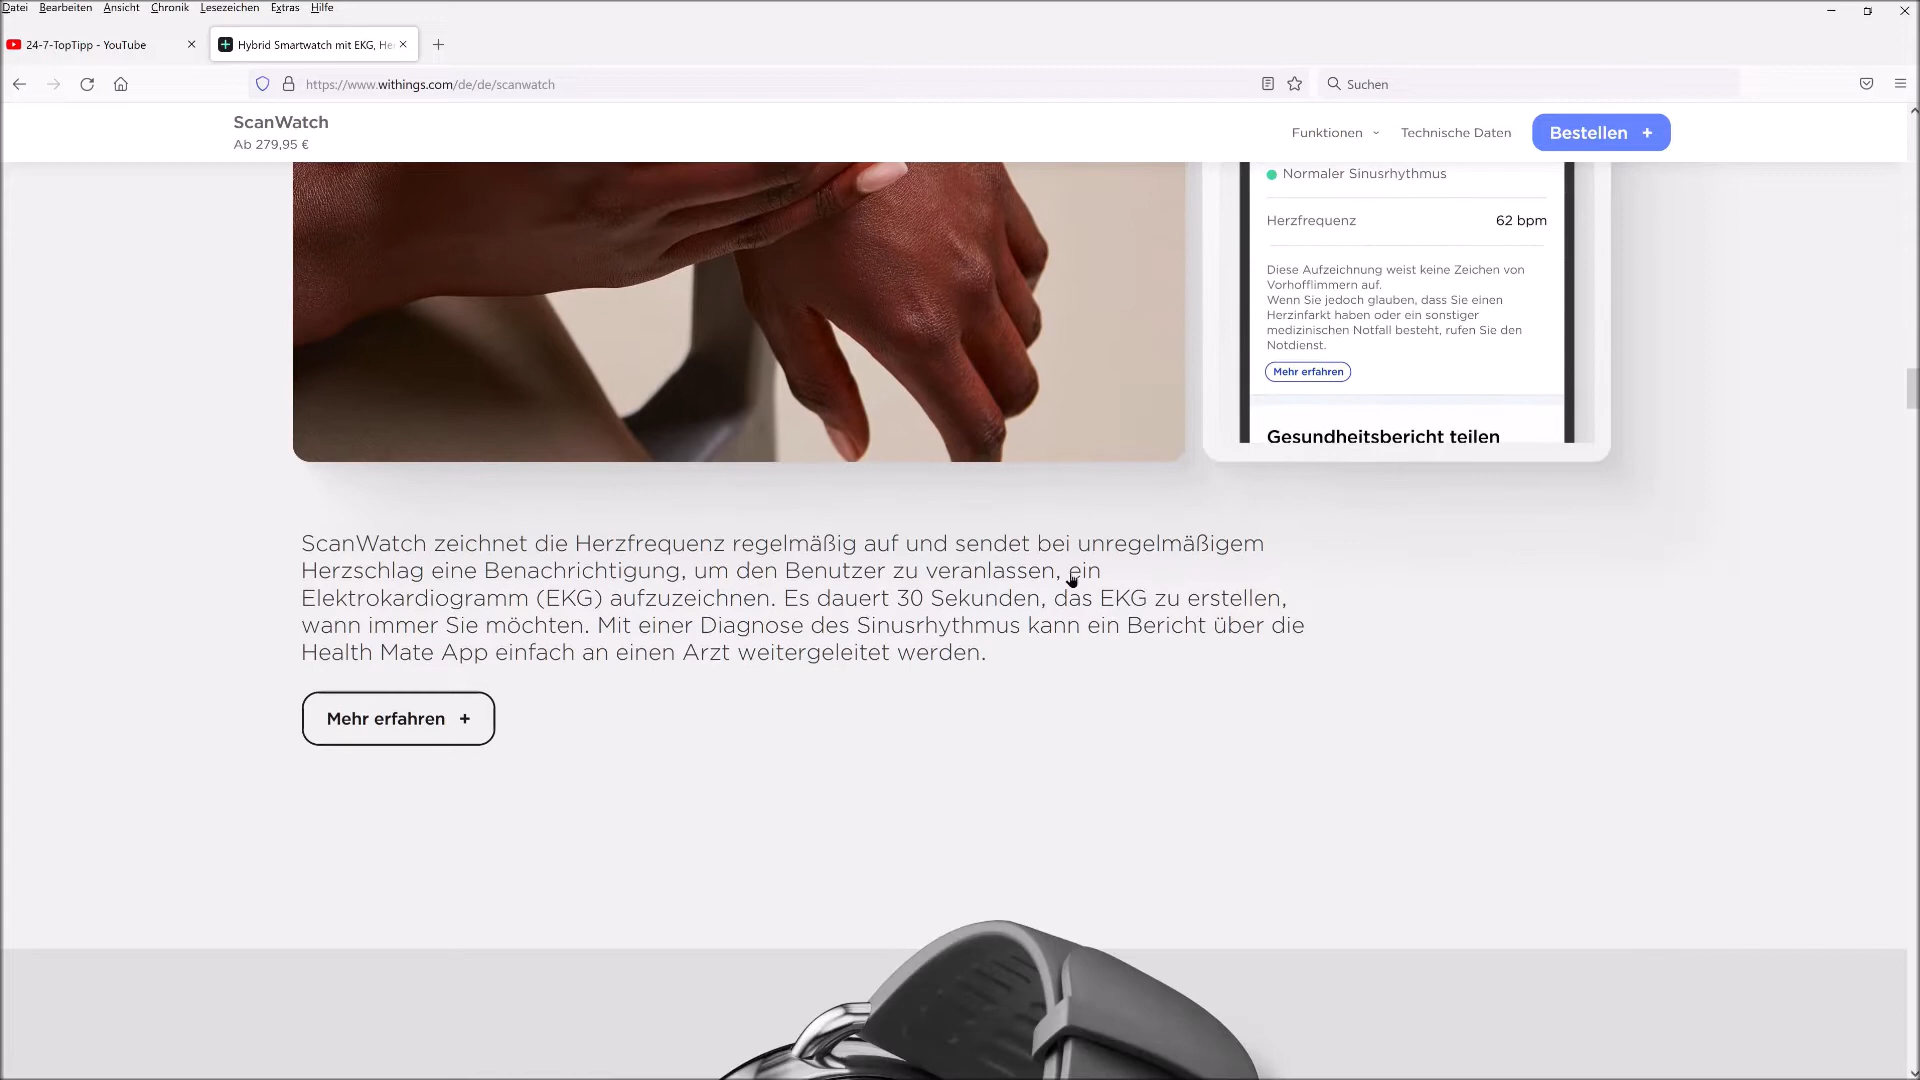 Datei Bearbeiten Ansicht Chronik Lesezeichen Extras Hilfe
24-7-TopTipp - YouTube
Hybrid Smartwatch mit EKG, He
https://www.withings.com/de/de/scanwatch
Suchen
ScanWatch
Ab 279,95 €
Funktionen
Technische Daten
Bestellen +
Normaler Sinusrhythmus
Herzfrequenz 62 bpm
Diese Aufzeichnung weist keine Zeichen von
Vorhofflimmern auf.
Wenn Sie jedoch glauben, dass Sie einen
Herzinfarkt haben oder ein sonstiger
medizinischen Notfall besteht, rufen Sie den
Notdienst.
Mehr erfahren
Gesundheitsbericht teilen
ScanWatch zeichnet die Herzfrequenz regelmäßig auf und sendet bei unregelmäßigem
Herzschlag eine Benachrichtigung, um den Benutzer zu veranlassen, ein
Elektrokardiogramm (EKG) aufzuzeichnen. Es dauert 30 Sekunden, das EKG zu erstellen,
wann immer Sie möchten. Mit einer Diagnose des Sinusrhythmus kann ein Bericht über die
Health Mate App einfach an einen Arzt weitergeleitet werden.
Mehr erfahren +